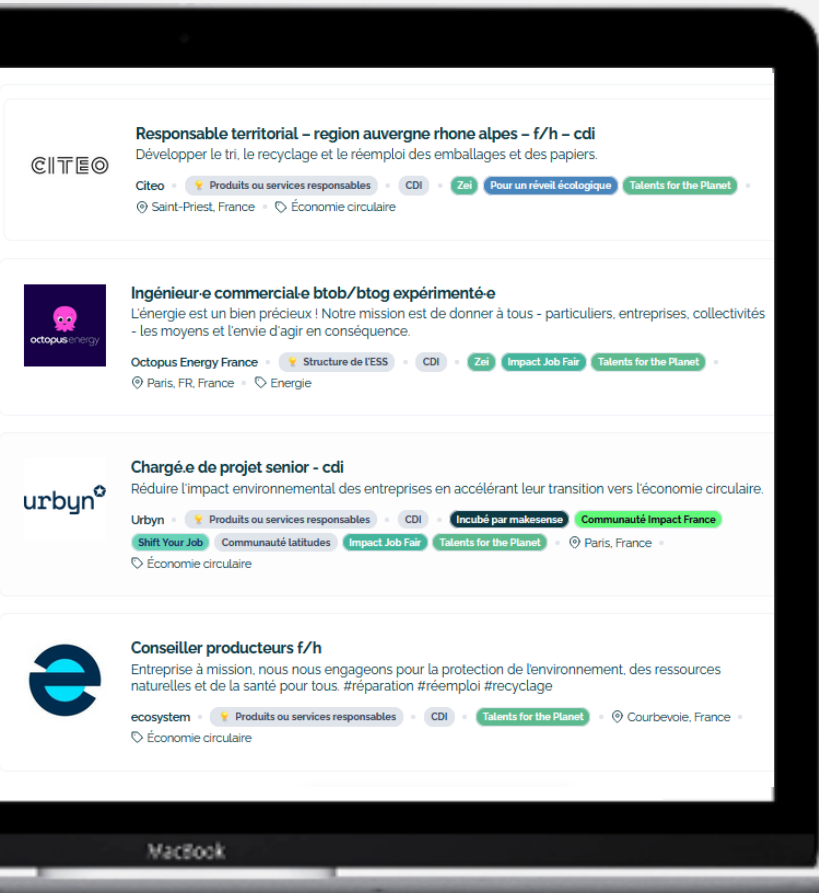 CITEO
Responsable territorial – region auvergne rhone alpes – f/h – cdi
Développer le tri, le recyclage et le réemploi des emballages et des papiers.
Citeo Produits ou services responsables CDI Zei Pour un réveil écologique Talents for the Planet
Saint-Priest, France Économie circulaire
octopusenergy
Ingénieur·e commercial·e btob/btog expérimenté·e
L'énergie est un bien précieux ! Notre mission est de donner à tous - particuliers, entreprises, collectivités
- les moyens et l'envie d'agir en conséquence.
Octopus Energy France Structure de l'ESS CDI Zei Impact Job Fair Talents for the Planet
Paris, FR, France Energie
urbyn
Chargé.e de projet senior - cdi
Réduire l'impact environnemental des entreprises en accélérant leur transition vers l'économie circulaire.
Urbyn Produits ou services responsables CDI Incubé par makesense Communauté Impact France
Shift Your Job Communauté latitudes Impact Job Fair Talents for the Planet Paris, France
Économie circulaire
Conseiller producteurs f/h
Entreprise à mission, nous nous engageons pour la protection de l'environnement, des ressources
naturelles et de la santé pour tous. #réparation #réemploi #recyclage
ecosystem Produits ou services responsables CDI Talents for the Planet Courbevoie, France
Économie circulaire
MacBook